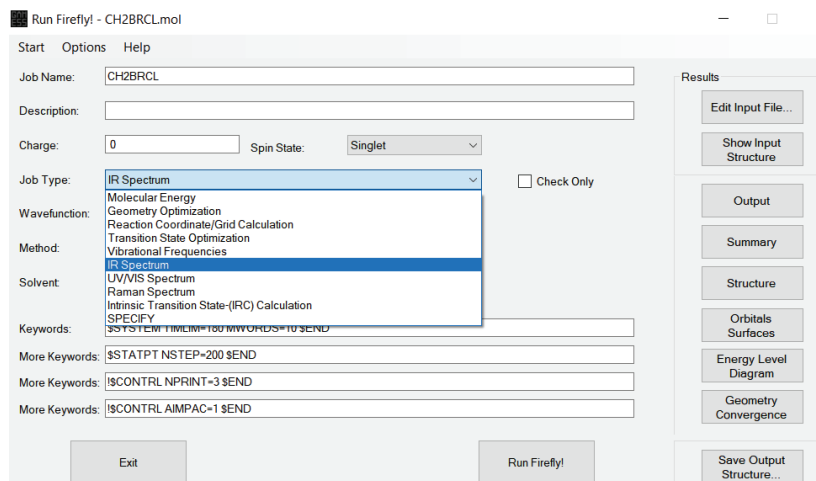 Run Firefly! - CH2BRCL.mol
Start Options Help
Job Name: CH2BRCL
Description:
Charge: 0 Spin State: Singlet
Job Type: IR Spectrum Check Only
Molecular Energy
Geometry Optimization
Reaction Coordinate/Grid Calculation
Transition State Optimization
Vibrational Frequencies
IR Spectrum
UV/VIS Spectrum
Raman Spectrum
Intrinsic Transition State-(IRC) Calculation
SPECIFY
Wavefunction:
Method:
Solvent:
Keywords: $SYSTEM TIMLIM=180 MWORDS=10 $END
More Keywords: $STATPT NSTEP=200 $END
More Keywords: !$CONTRL NPRINT=3 $END
More Keywords: !$CONTRL AIMPAC=1 $END
Exit
Run Firefly!
Results
Edit Input File...
Show Input
Structure
Output
Summary
Structure
Orbitals
Surfaces
Energy Level
Diagram
Geometry
Convergence
Save Output
Structure...